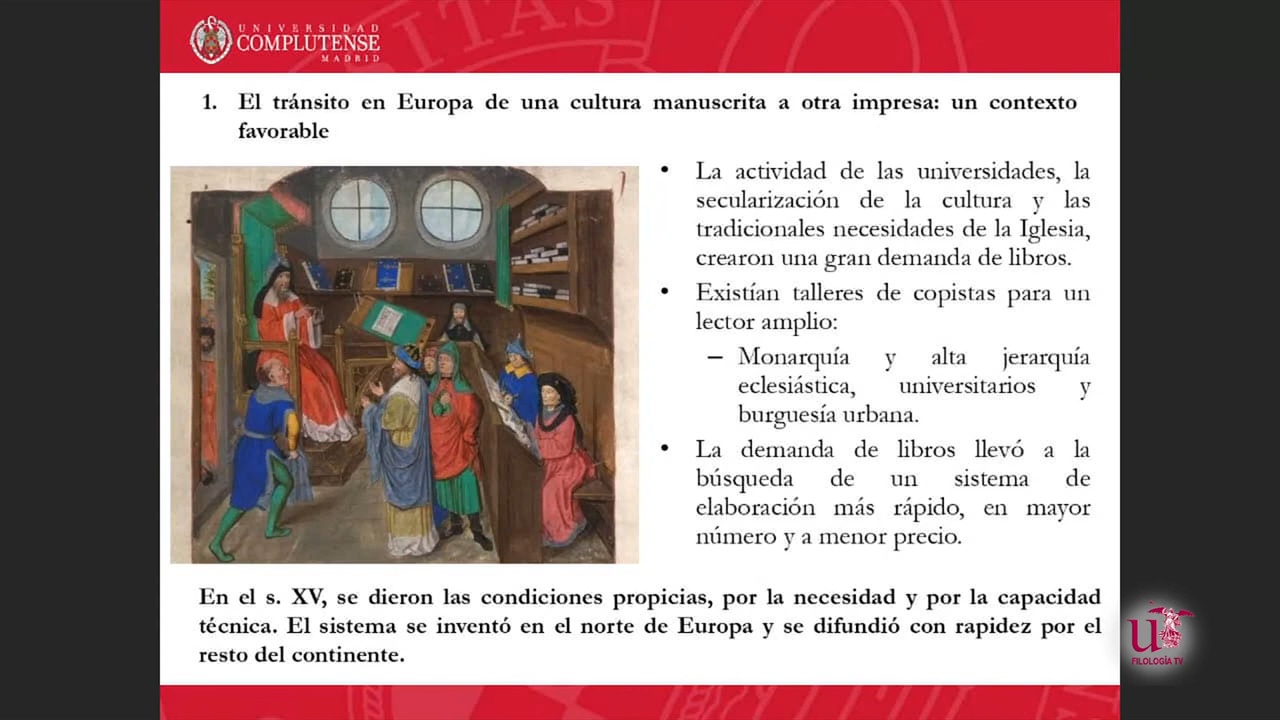 UNIVERSIDAD
COMPLUTENSE
MADRID
1. El tránsito en Europa de una cultura manuscrita a otra impresa: un contexto
favorable
• La actividad de las universidades, la
secularización de la cultura y las
tradicionales necesidades de la Iglesia,
crearon una gran demanda de libros.
• Existían talleres de copistas para un
lector amplio:
– Monarquía y alta jerarquía
eclesiástica, universitarios y
burguesía urbana.
• La demanda de libros llevó a la
búsqueda de un sistema de
elaboración más rápido, en mayor
número y a menor precio.
En el s. XV, se dieron las condiciones propicias, por la necesidad y por la capacidad
técnica. El sistema se inventó en el norte de Europa y se difundió con rapidez por el
resto del continente.
FILOLOGÍA TV